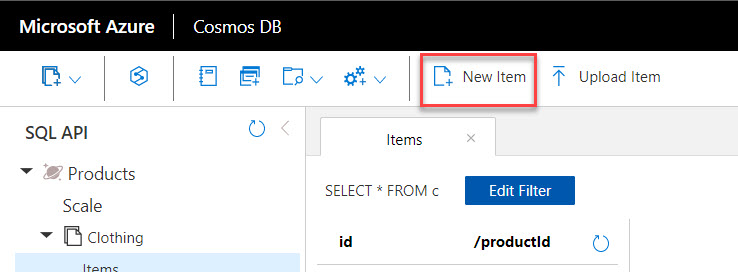 Microsoft Azure Cosmos DB
New Item Upload Item
SQL API
Items
Products
SELECT * FROM c Edit Filter
Scale
Clothing
id /productId
Items